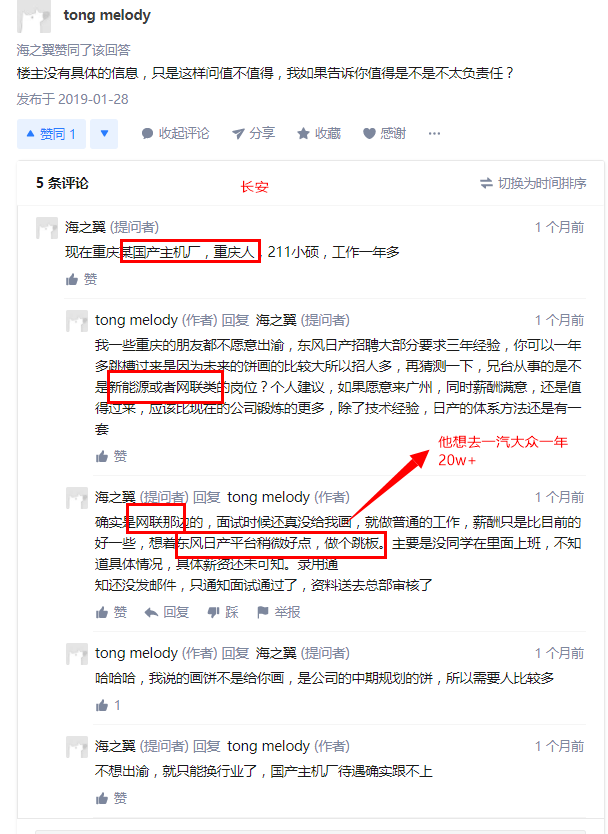 tong melody
海之翼赞同了该回答
楼主没有具体的信息，只是这样问值不值得，我如果告诉你值得是不是不太负责任？
发布于 2019-01-28
赞同 1
收起评论
分享
收藏
感谢
5 条评论
长安
切换为时间排序
海之翼 (提问者)
1 个月前
现在重庆某国产主机厂，重庆人，211小硕，工作一年多
赞
tong melody (作者) 回复 海之翼 (提问者)
1 个月前
我一些重庆的朋友都不愿意出渝，东风日产招聘大部分要求三年经验，你可以一年
多跳槽过来是因为未来的饼画的比较大所以招人多，再猜测一下，兄台从事的是不
是新能源或者网联类的岗位？个人建议，如果愿意来广州，同时薪酬满意，还是值
得过来，应该比现在的公司锻炼的更多，除了技术经验，日产的体系方法还是有一
套
赞
他想去一汽大众一年
20w+
海之翼 (提问者) 回复 tong melody (作者)
1 个月前
确实是网联那边的，面试时候还真没给我画，就做普通的工作，薪酬只是比目前的
好一些，想着东风日产平台稍微好点，做个跳板。主要是没同学在里面上班，不知
道具体情况，具体薪资还未可知。录用通
知还没发邮件，只通知面试通过了，资料送去总部审核了
赞
回复
踩
举报
tong melody (作者) 回复 海之翼 (提问者)
1 个月前
哈哈哈，我说的画饼不是给你画，是公司的中期规划的饼，所以需要人比较多
1
海之翼 (提问者) 回复 tong melody (作者)
1 个月前
不想出渝，就只能换行业了，国产主机厂待遇确实跟不上
赞